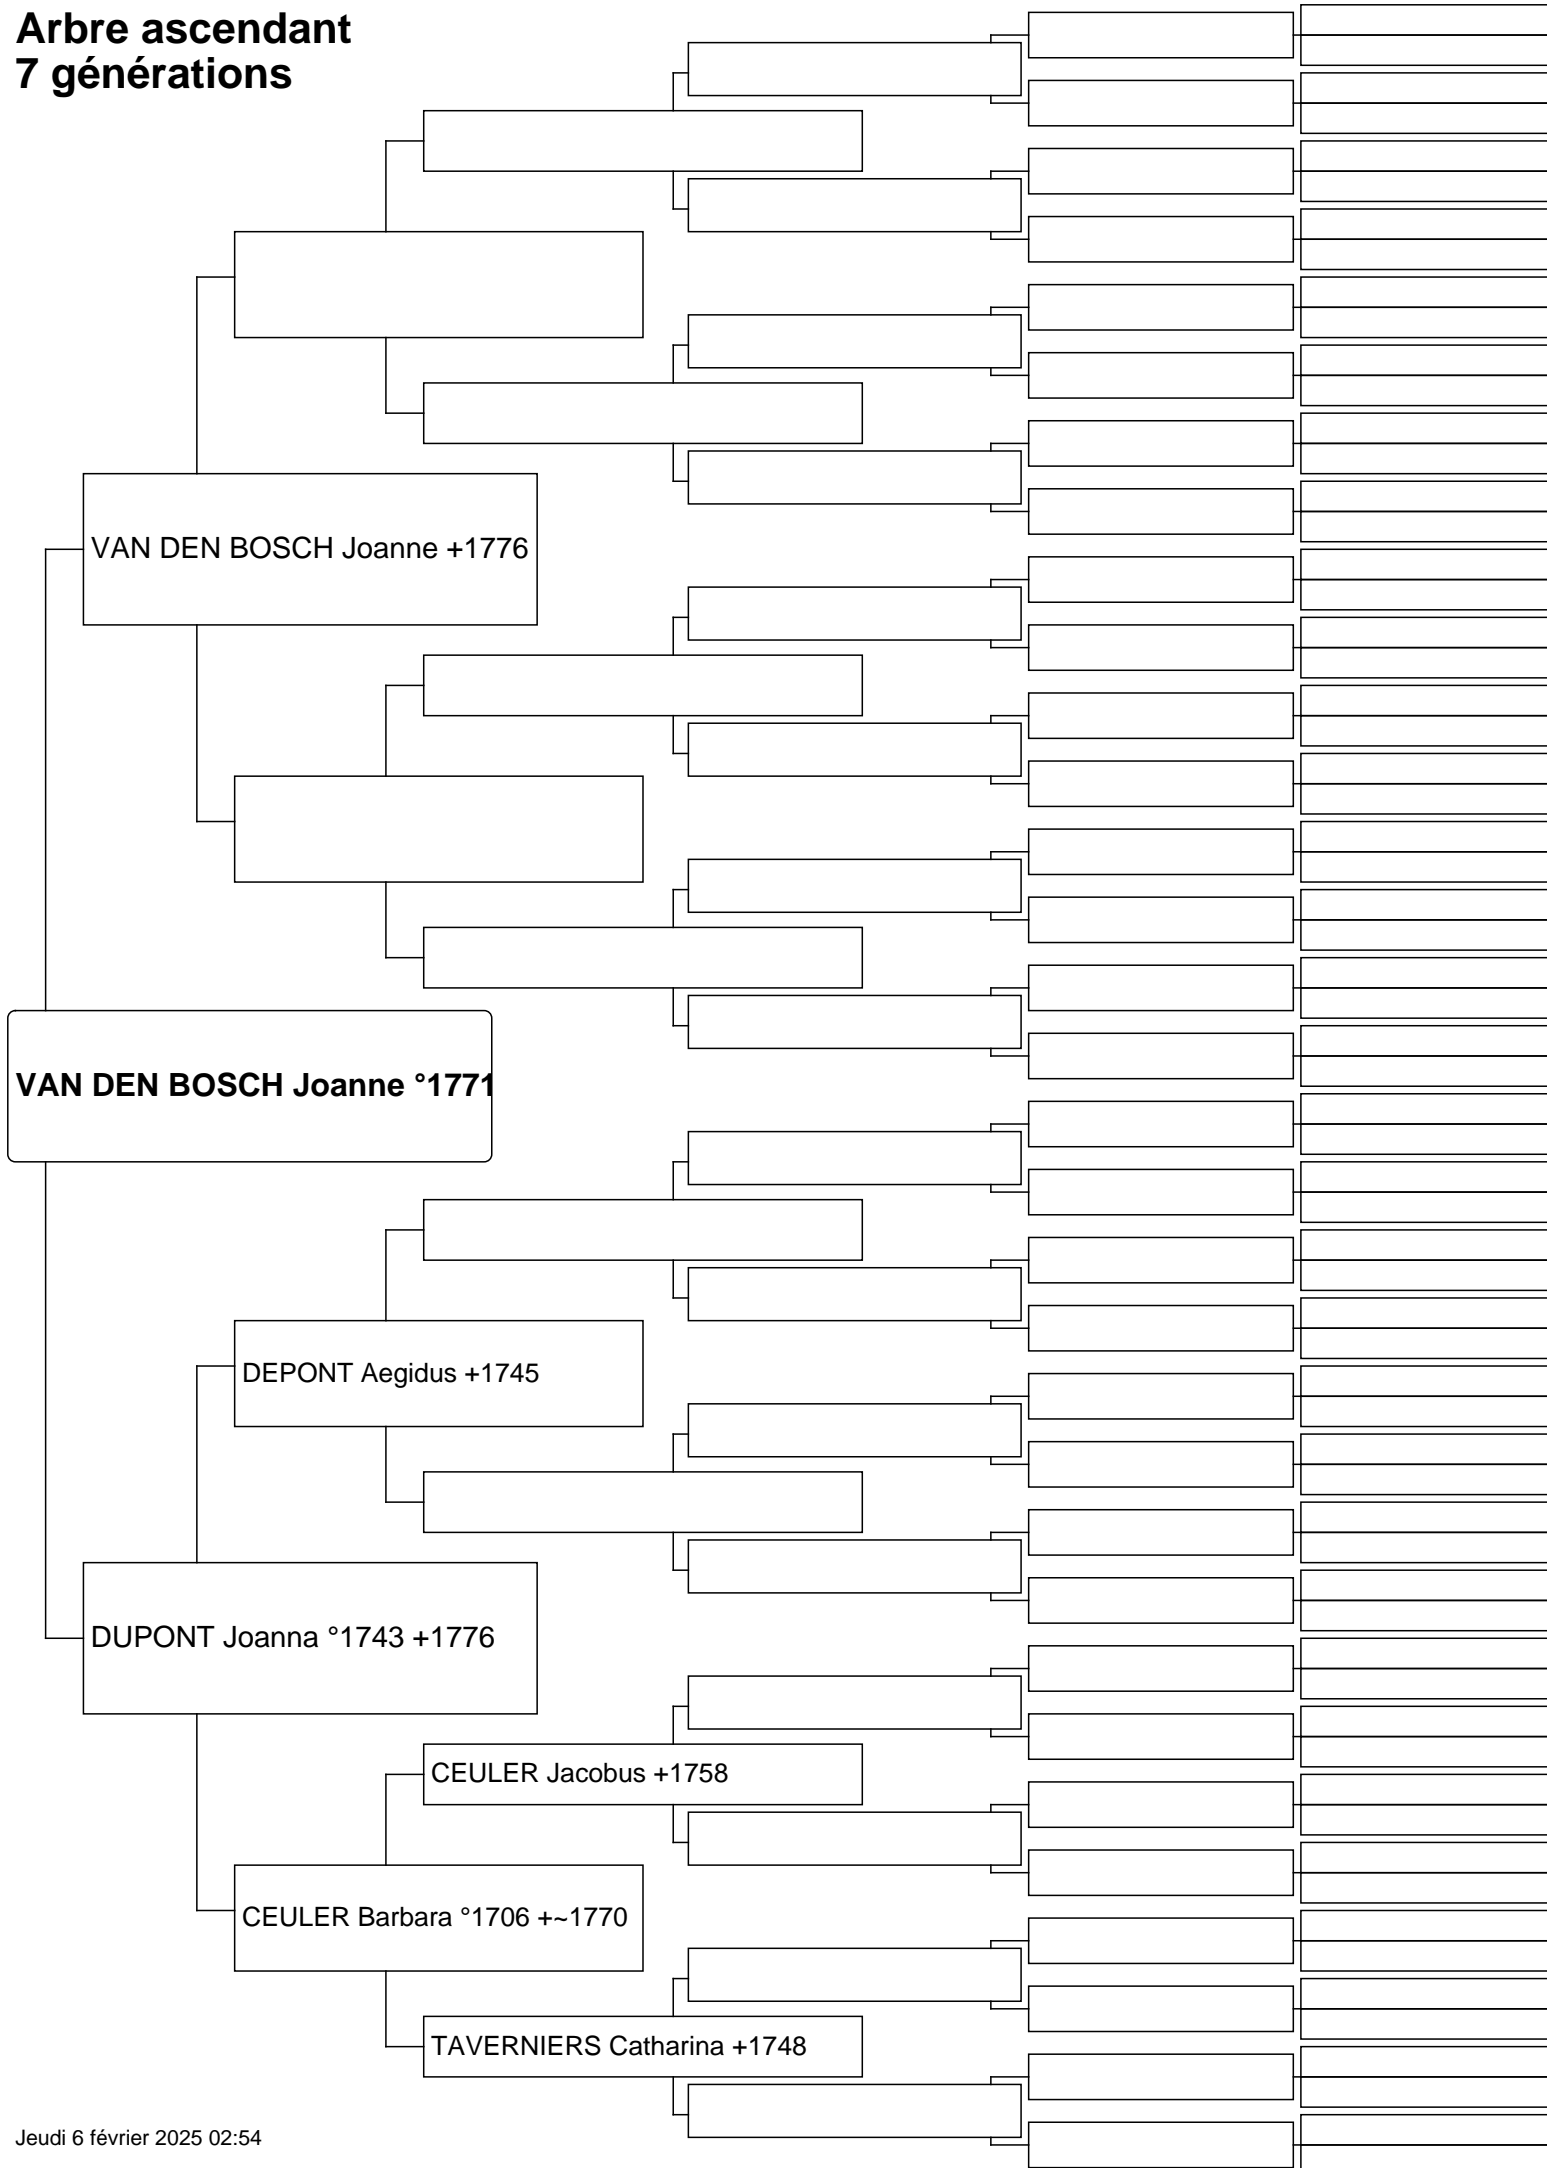 Arbre ascendant
7 générations
VAN DEN BOSCH Joanne +1776
VAN DEN BOSCH Joanne °1771
DEPONT Aegidus +1745
DUPONT Joanna °1743 +1776
CEULER Jacobus +1758
CEULER Barbara °1706 +~1770
TAVERNIERS Catharina +1748
Jeudi 6 février 2025 02:54